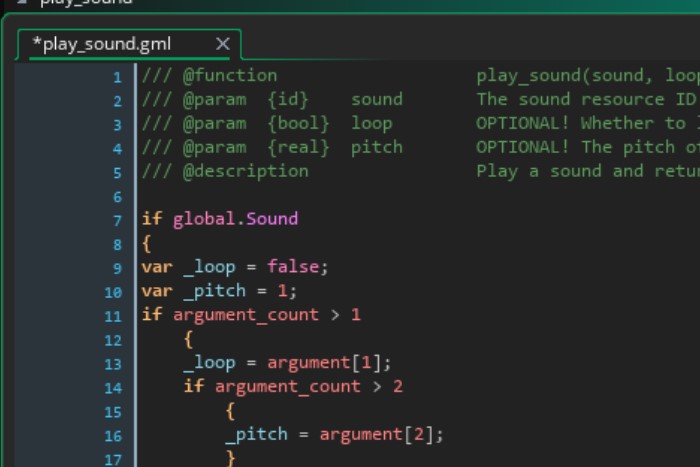 play_sound
*play_sound.gml
1 /// @function play_sound(sound, loop
2 /// @param {id} sound The sound resource ID
3 /// @param {bool} loop OPTIONAL! Whether to
4 /// @param {real} pitch OPTIONAL! The pitch of
5 /// @description Play a sound and retur
6
7 if global.Sound
8 {
9 var _loop = false;
10 var _pitch = 1;
11 if argument_count > 1
12 {
13 _loop = argument[1];
14 if argument_count > 2
15 {
16 _pitch = argument[2];
17 }